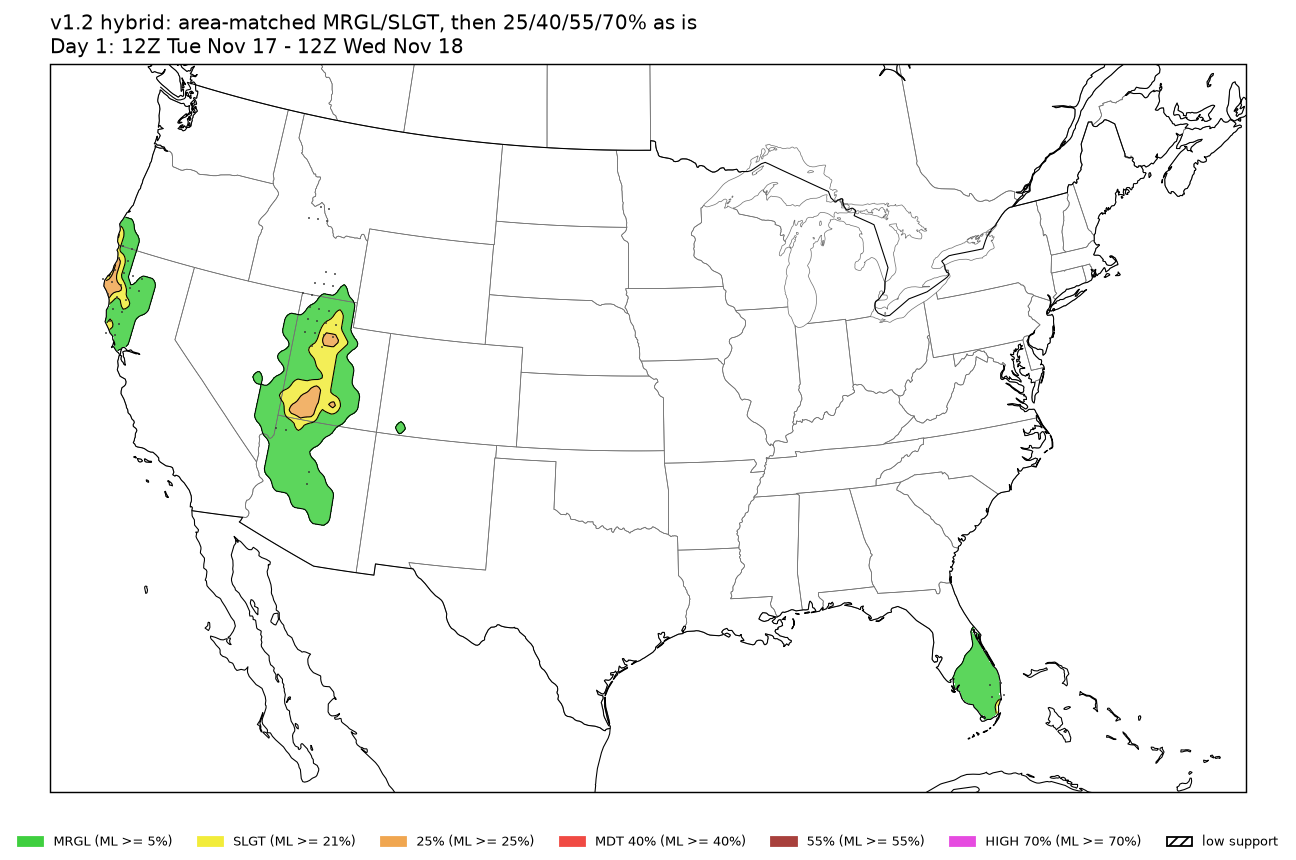 v1.2 hybrid: area-matched MRGL/SLGT, then 25/40/55/70% as is
Day 1: 12Z Tue Nov 17 - 12Z Wed Nov 18
MRGL (ML >= 5%) SLGT (ML >= 21%) 25% (ML >= 25%) MDT 40% (ML >= 40%) 55% (ML >= 55%) HIGH 70% (ML >= 70%) low support